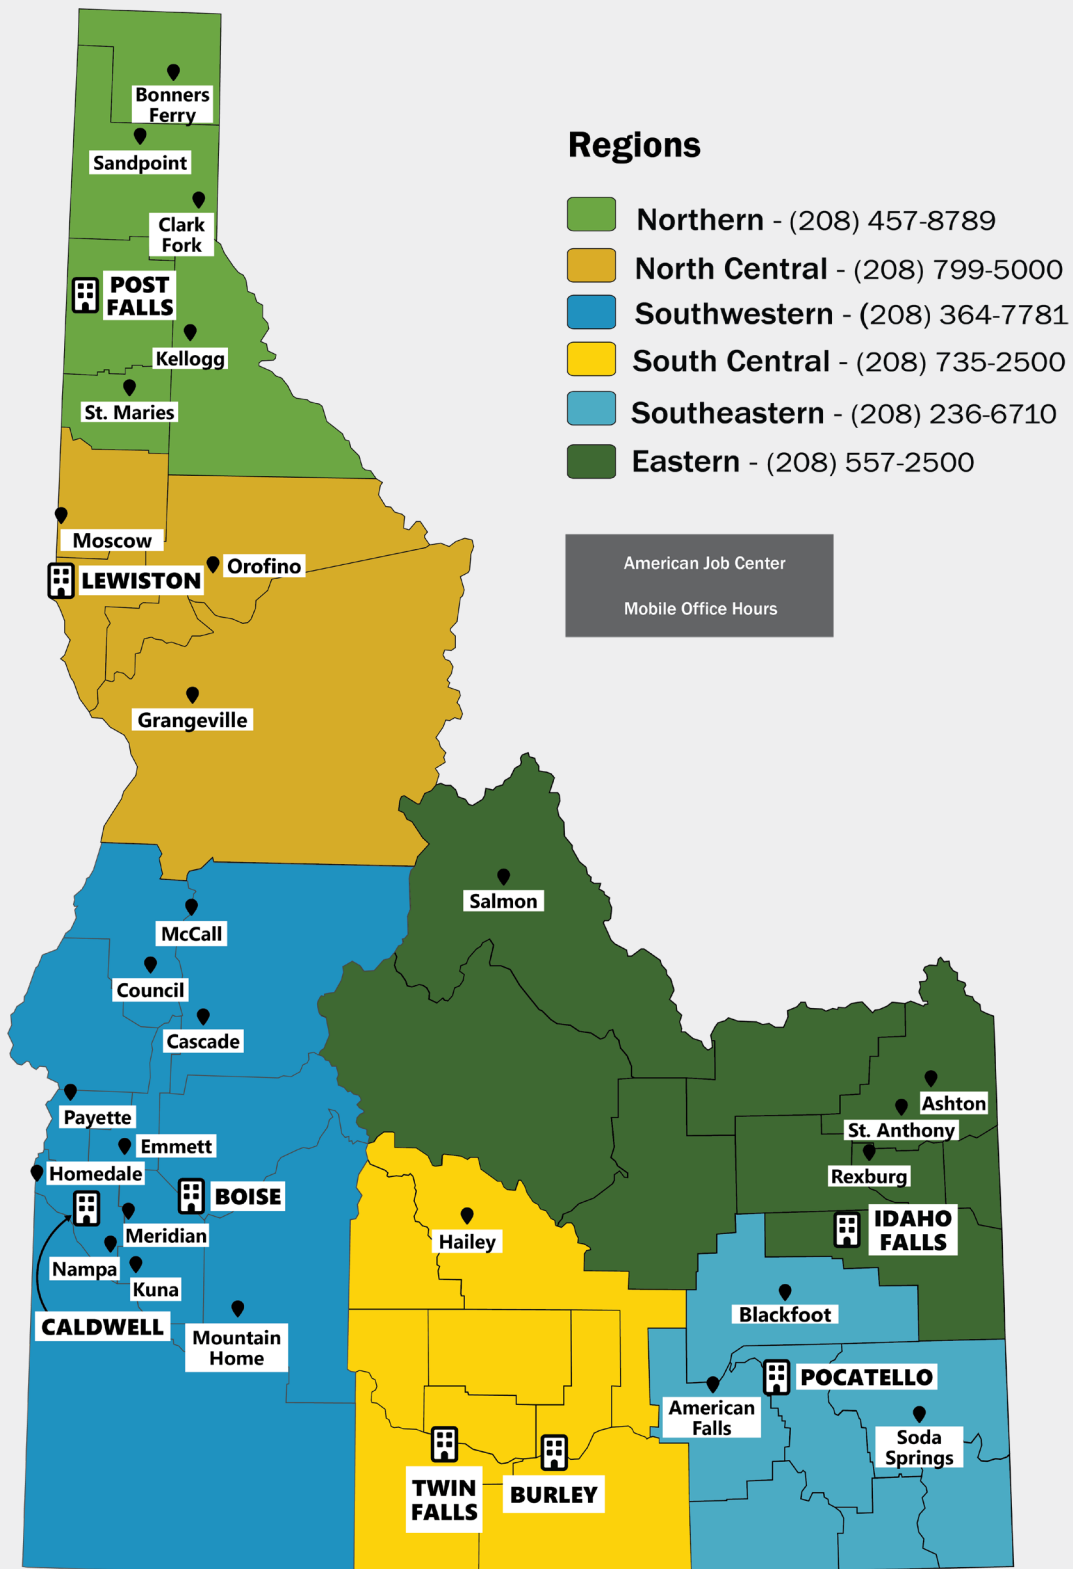 Bonners
Ferry
Sandpoint
Clark
Fork
POST
FALLS
Kellogg
St. Maries
Regions
Northern - (208) 457-8789
North Central - (208) 799-5000
Southwestern - (208) 364-7781
South Central - (208) 735-2500
Southeastern - (208) 236-6710
Eastern - (208) 557-2500
American Job Center
Mobile Office Hours
Moscow
Orofino
LEWISTON
Grangeville
Salmon
McCall
Council
Cascade
Payette
Emmett
Homedale
BOISE
Meridian
Nampa
Kuna
CALDWELL
Mountain
Home
Hailey
Ashton
St. Anthony
Rexburg
IDAHO
FALLS
Blackfoot
POCATELLO
American
Falls
Soda
Springs
TWIN
FALLS
BURLEY